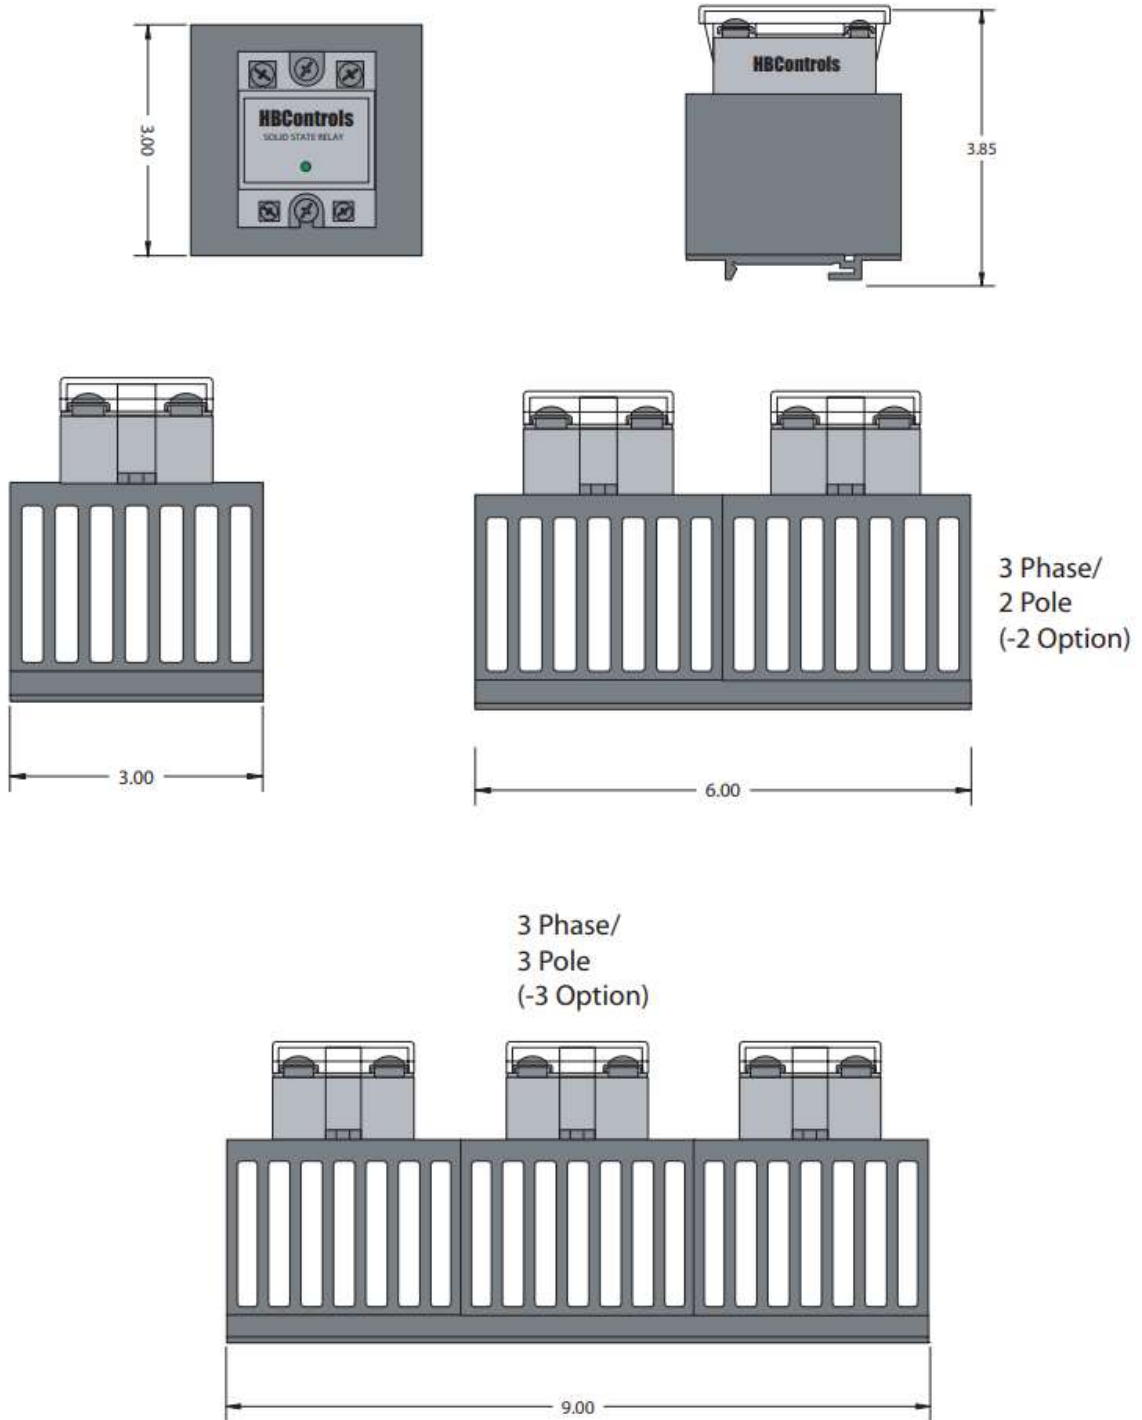 3.00
HBControls
SOLID STATE RELAY
HBControls
3.85
3.00
3 Phase/
2 Pole
(-2 Option)
6.00
3 Phase/
3 Pole
(-3 Option)
9.00